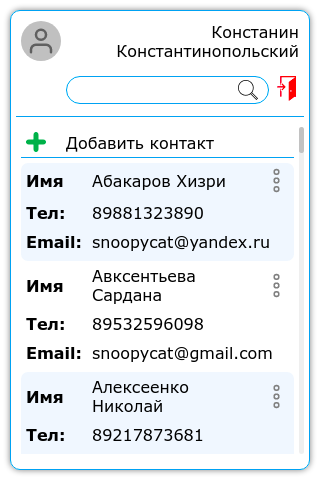 Констанин
Константинопольский
Добавить контакт
Имя Абакаров Хизри
Тел: 89881323890
Email: snoopycat@yandex.ru
Имя Авксентьева
Сардана
Тел: 89532596098
Email: snoopycat@gmail.com
Имя Алексеенко
Николай
Тел: 89217873681